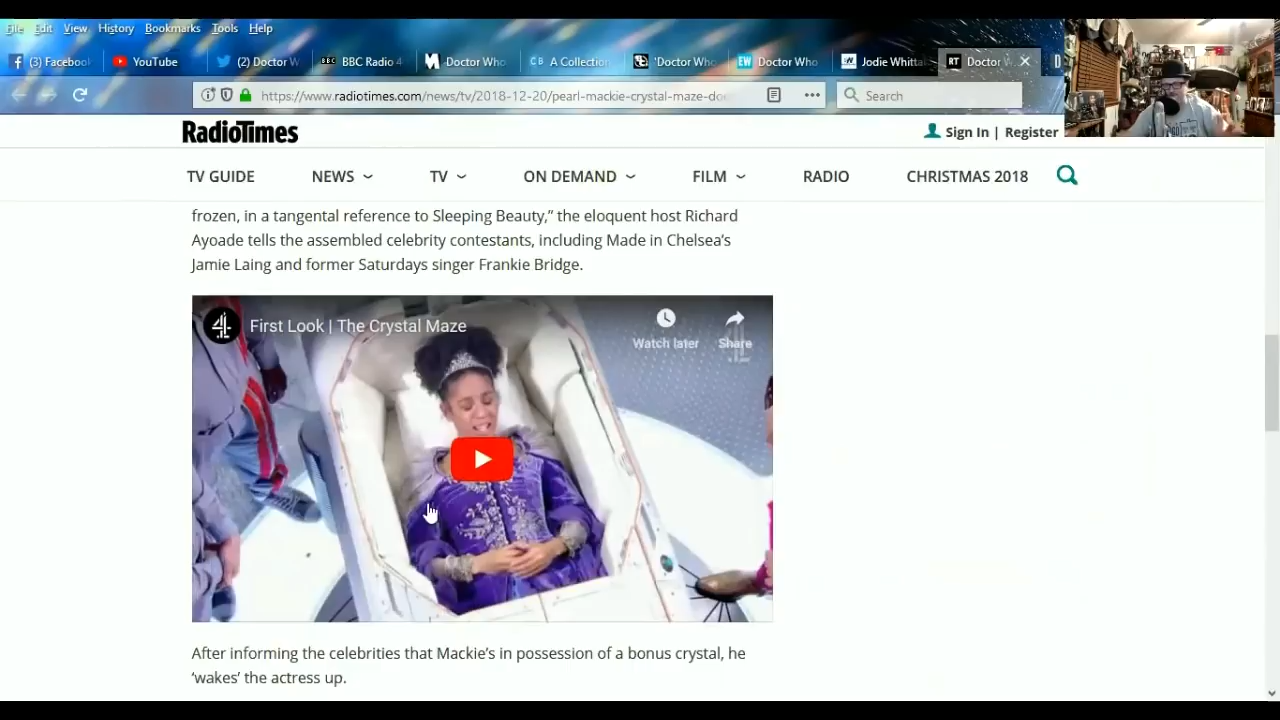 File Edit View History Bookmarks Tools Help
(3) Faceboo YouTube (2) Doctor W BBC Radio 4 Doctor Who A Collection 'Doctor Who Doctor Who Jodie Whitta Doctor W
https://www.radiotimes.com/news/tv/2018-12-20/pearl-mackie-crystal-maze-do Search
RadioTimes
Sign In | Register
TV GUIDE NEWS TV ON DEMAND FILM RADIO CHRISTMAS 2018
frozen, in a tangental reference to Sleeping Beauty,” the eloquent host Richard
Ayoade tells the assembled celebrity contestants, including Made in Chelsea’s
Jamie Laing and former Saturdays singer Frankie Bridge.
4 First Look | The Crystal Maze
Watch later Share
After informing the celebrities that Mackie’s in possession of a bonus crystal, he
‘wakes’ the actress up.